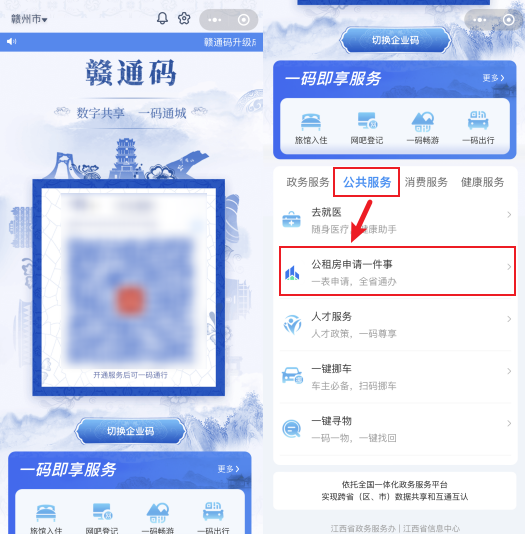 赣州市
赣通码升级
赣通码
数字共享 一码通城
开通服务后可一码通行
切换企业码
一码即享服务
更多
旅馆入住 网吧登记 一码畅游 一码出行
切换企业码
一码即享服务
更多
旅馆入住 网吧登记 一码畅游 一码出行
政务服务 公共服务 消费服务 健康服务
去就医
随身医疗 健康助手
公租房申请一件事
一表申请，全省通办
人才服务
人才政策，一码尊享
一键挪车
车主必备，扫码挪车
一键寻物
一码一物，一键找回
依托全国一体化政务服务平台
实现跨省（区、市）数据共享和互通互认
江西省政务服务办 | 江西省信息中心